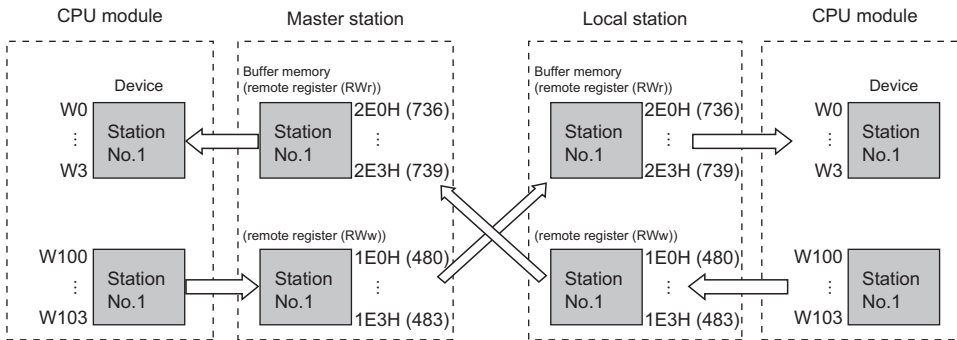 CPU module
Master station
Local station
CPU module
Device
Buffer memory
(remote register (RWr))
Buffer memory
(remote register (RWr))
Device
W0
⋮
W3
Station
No.1
Station
No.1
2E0H (736)
⋮
2E3H (739)
Station
No.1
2E0H (736)
⋮
2E3H (739)
W0
⋮
W3
Station
No.1
(remote register (RWw))
(remote register (RWw))
W100
⋮
W103
Station
No.1
Station
No.1
1E0H (480)
⋮
1E3H (483)
Station
No.1
1E0H (480)
⋮
1E3H (483)
W100
⋮
W103
Station
No.1